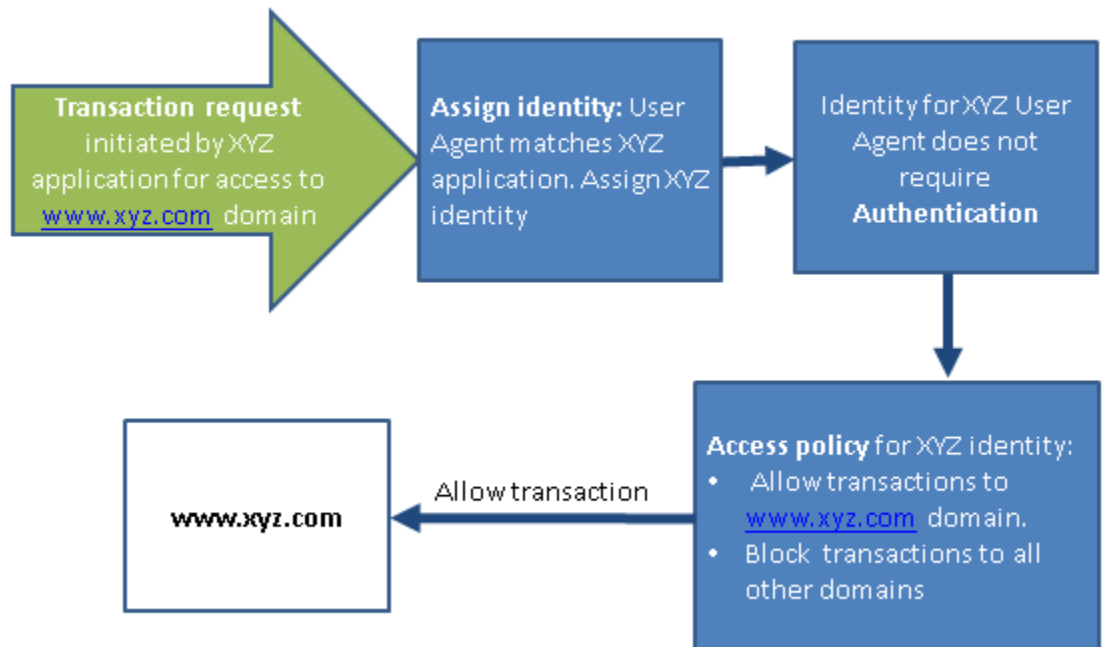 Transaction request
initiated by XYZ
application for access to
www.xyz.com domain
Assign identity: User
Agent matches XYZ
application. Assign XYZ
identity
Identity for XYZ User
Agent does not
require
Authentication
Access policy for XYZ identity:
• Allow transactions to
www.xyz.com domain.
• Block transactions to all
other domains
Allow transaction
www.xyz.com